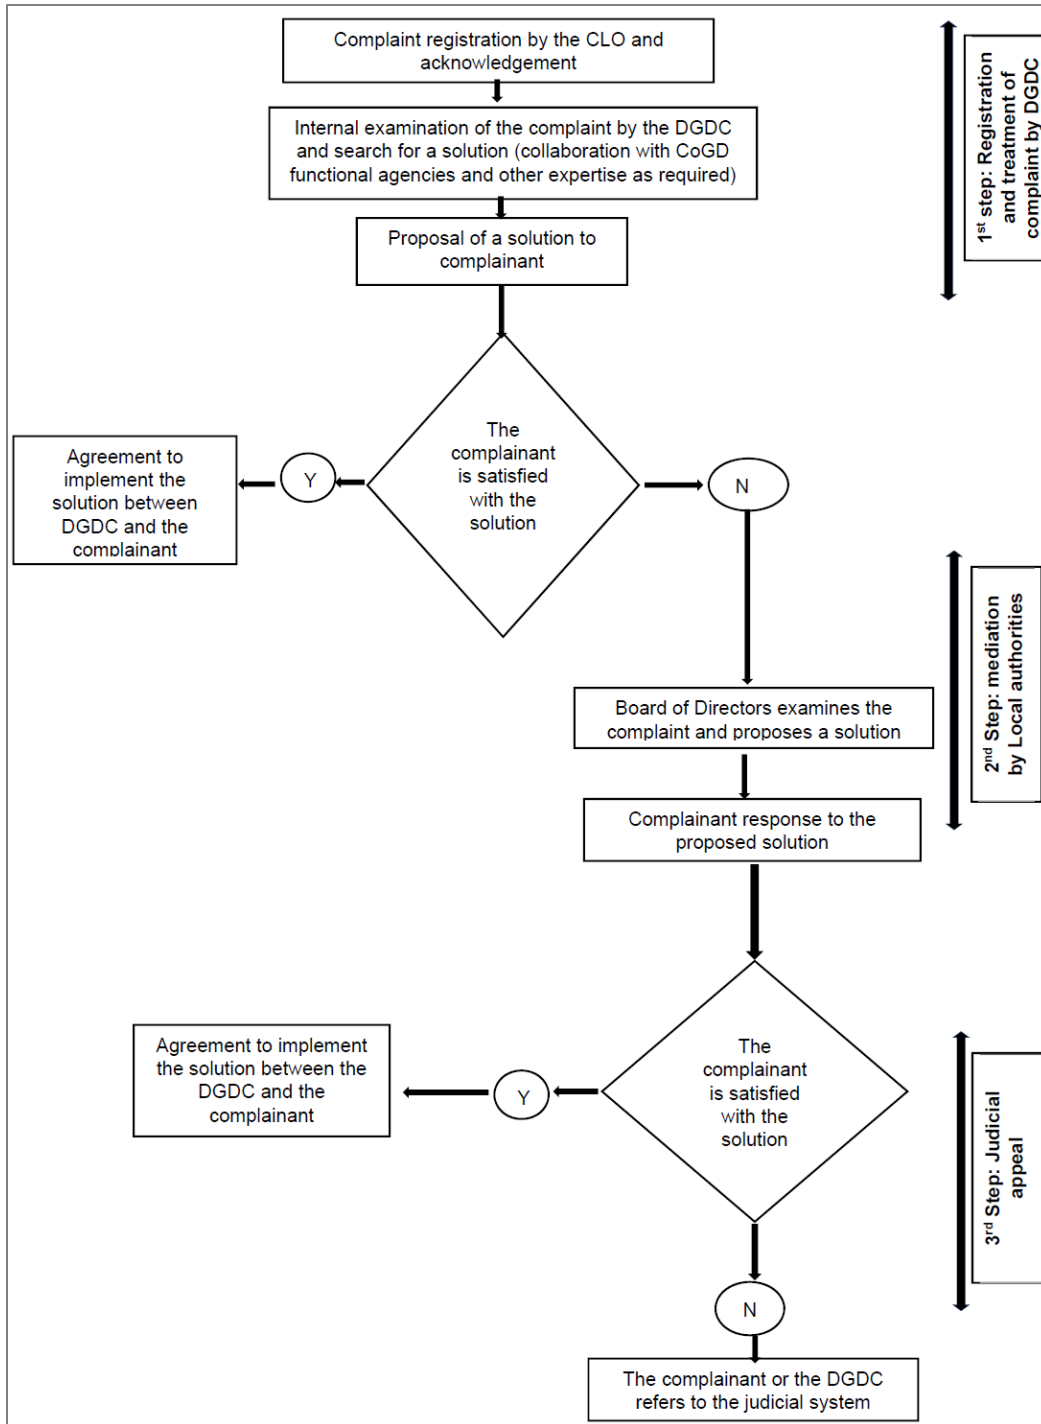 Complaint registration by the CLO and
acknowledgement
1st step: Registration
and treatment of
complaint by DGDC
Internal examination of the complaint by the DGDC
and search for a solution (collaboration with CoGD
functional agencies and other expertise as required)
Proposal of a solution to
complainant
The
complainant
is satisfied
with the
solution
Y
N
Agreement to
implement the
solution between
DGDC and the
complainant
2nd Step: mediation
by Local authorities
Board of Directors examines the
complaint and proposes a solution
Complainant response to the
proposed solution
The
complainant
is satisfied
with the
solution
Y
Agreement to implement
the solution between the
DGDC and the
complainant
3rd Step: Judicial
appeal
N
The complainant or the DGDC
refers to the judicial system